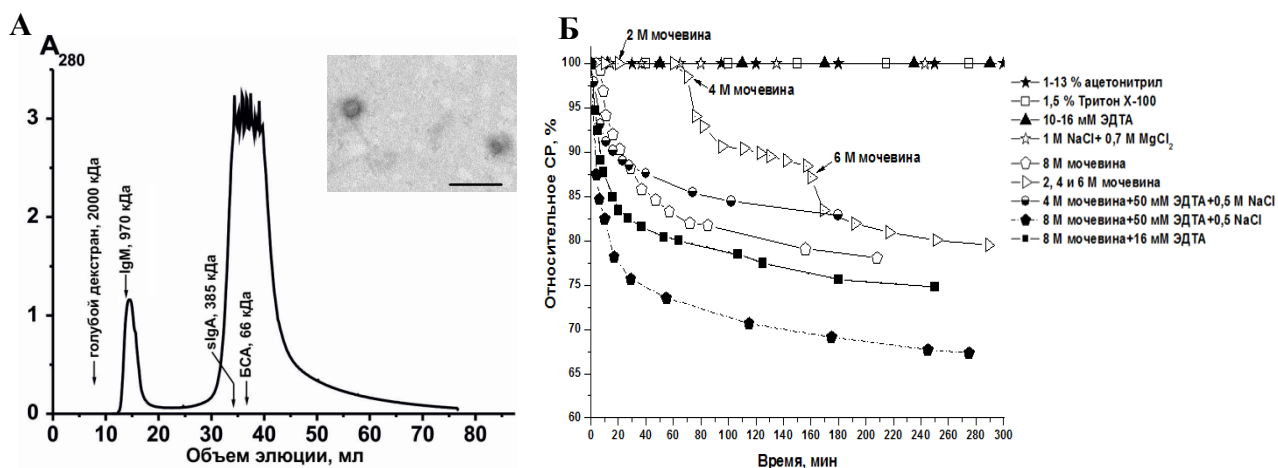 А
A
280
3
2
1
0
0 10 20 30 40 50 60 70 80
Объем элюции, мл
голубой декстран, 2000 кДа
IgM, 970 кДа
sIgA, 385 кДа
БСА, 66 кДа
Б
Относительное СР, %
100
95
90
85
80
75
70
65
60
0 20 40 60 80 100 120 140 160 180 200 220 240 260 280 300
Время, мин
2 М мочевина
4 М мочевина
6 М мочевина
1-13 % ацетонитрил
1,5 % Тритон Х-100
10-16 мМ ЭДТА
1 М NaCl+ 0,7 М MgCl2
8 М мочевина
2, 4 и 6 М мочевина
4 М мочевина+50 мМ ЭДТА+0,5 М NaCl
8 М мочевина+50 мМ ЭДТА+0,5 NaCl
8 М мочевина+16 мМ ЭДТА